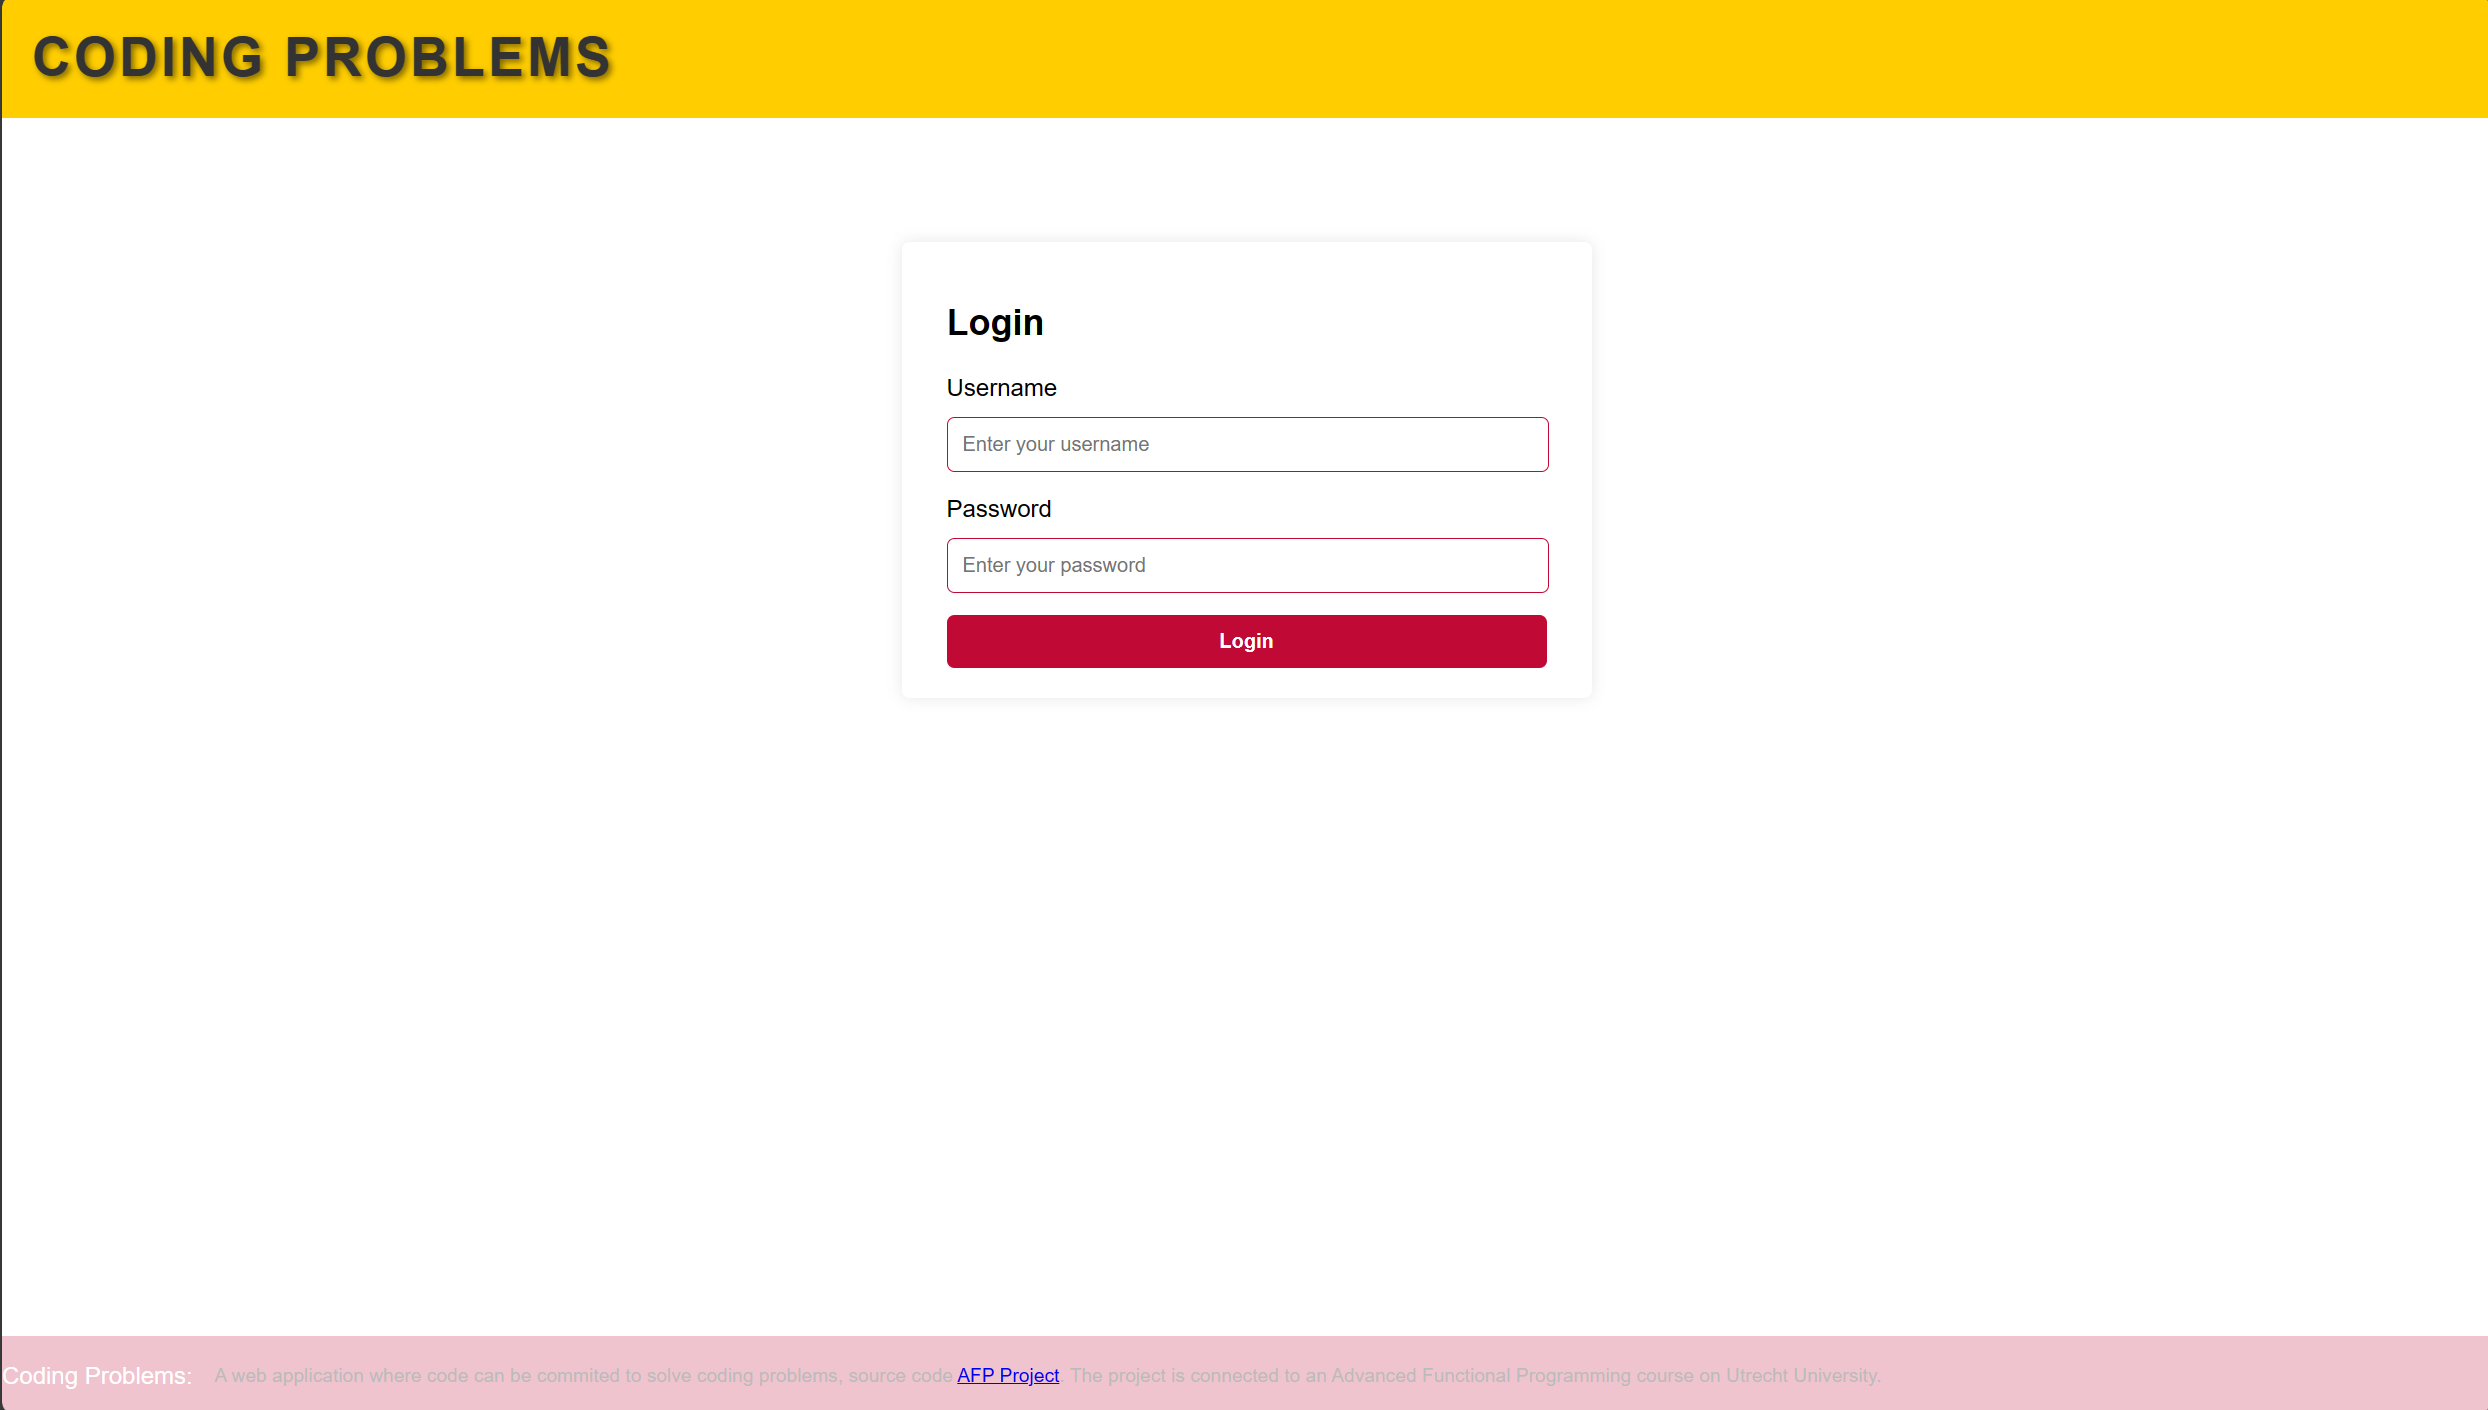 CODING PROBLEMS
Login
Username
Enter your username
Password
Enter your password
Login
Coding Problems: A web application where code can be commited to solve coding problems, source code AFP Project. The project is connected to an Advanced Functional Programming course on Utrecht University.